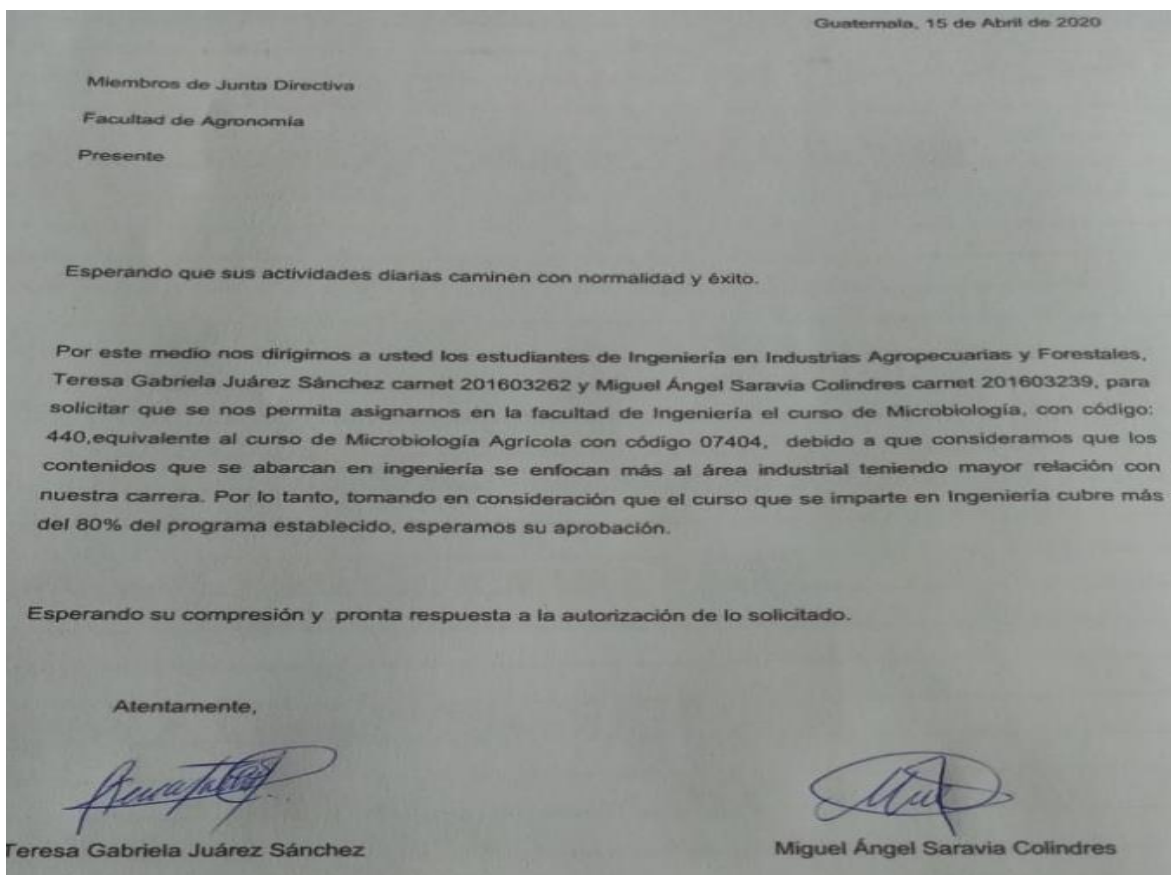 Guatemala, 15 de Abril de 2020
Miembros de Junta Directiva
Facultad de Agronomía
Presente
Esperando que sus actividades diarias caminen con normalidad y éxito.
Por este medio nos dirigimos a usted los estudiantes de Ingeniería en Industrias Agropecuarias y Forestales,
Teresa Gabriela Juárez Sánchez carnet 201603262 y Miguel Ángel Saravia Colindres carnet 201603239, para
solicitar que se nos permita asignarnos en la facultad de Ingeniería el curso de Microbiología, con código:
440,equivalente al curso de Microbiología Agrícola con código 07404, debido a que consideramos que los
contenidos que se abarcan en ingeniería se enfocan más al área industrial teniendo mayor relación con
nuestra carrera. Por lo tanto, tomando en consideración que el curso que se imparte en Ingeniería cubre más
del 80% del programa establecido, esperamos su aprobación.
Esperando su compresión y pronta respuesta a la autorización de lo solicitado.
Atentamente,
Teresa Gabriela Juárez Sánchez
Miguel Ángel Saravia Colindres